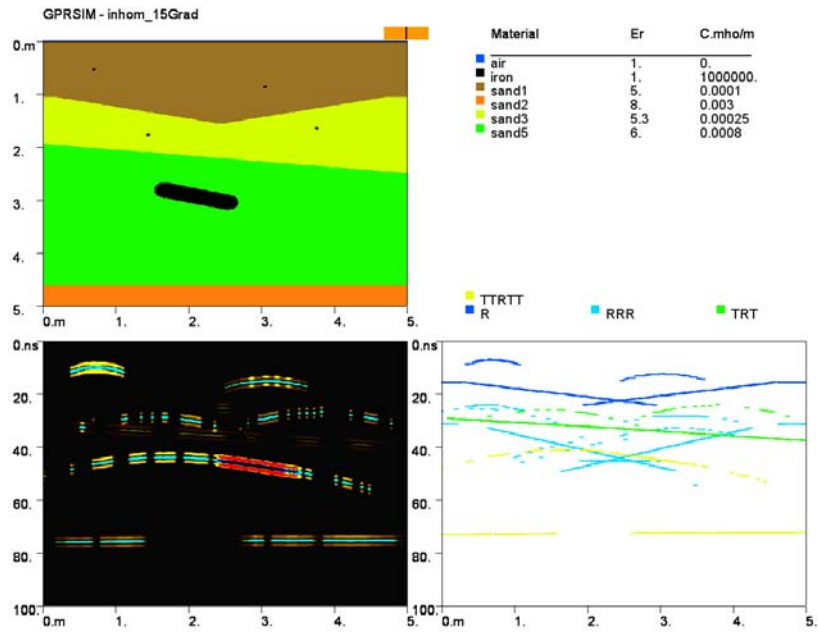 GPRSIM - inhom_15Grad
Material Er C.mho/m
air 1. 0.
iron 1. 1000000.
sand1 5. 0.0001
sand2 8. 0.003
sand3 5.3 0.00025
sand5 6. 0.0008
0.m
1.
2.
3.
4.
5.
0.m 1. 2. 3. 4. 5.
TTRTT
R RRR TRT
0.ns
20.
40.
60.
80.
100.
0.m 1. 2. 3. 4. 5.
0.ns
20.
40.
60.
80.
100.
0.m 1. 2. 3. 4. 5.